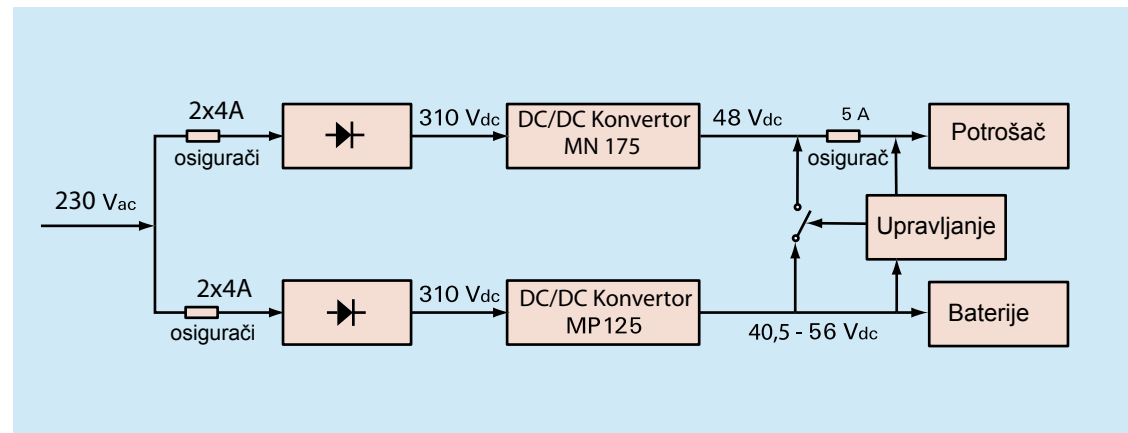 2x4A
osigurači
310 Vdc
DC/DC Konvertor
MN 175
48 Vdc
5 A
osigurač
Potrošač
230 Vac
Upravljanje
2x4A
osigurači
310 Vdc
DC/DC Konvertor
MP125
40,5 - 56 Vdc
Baterije